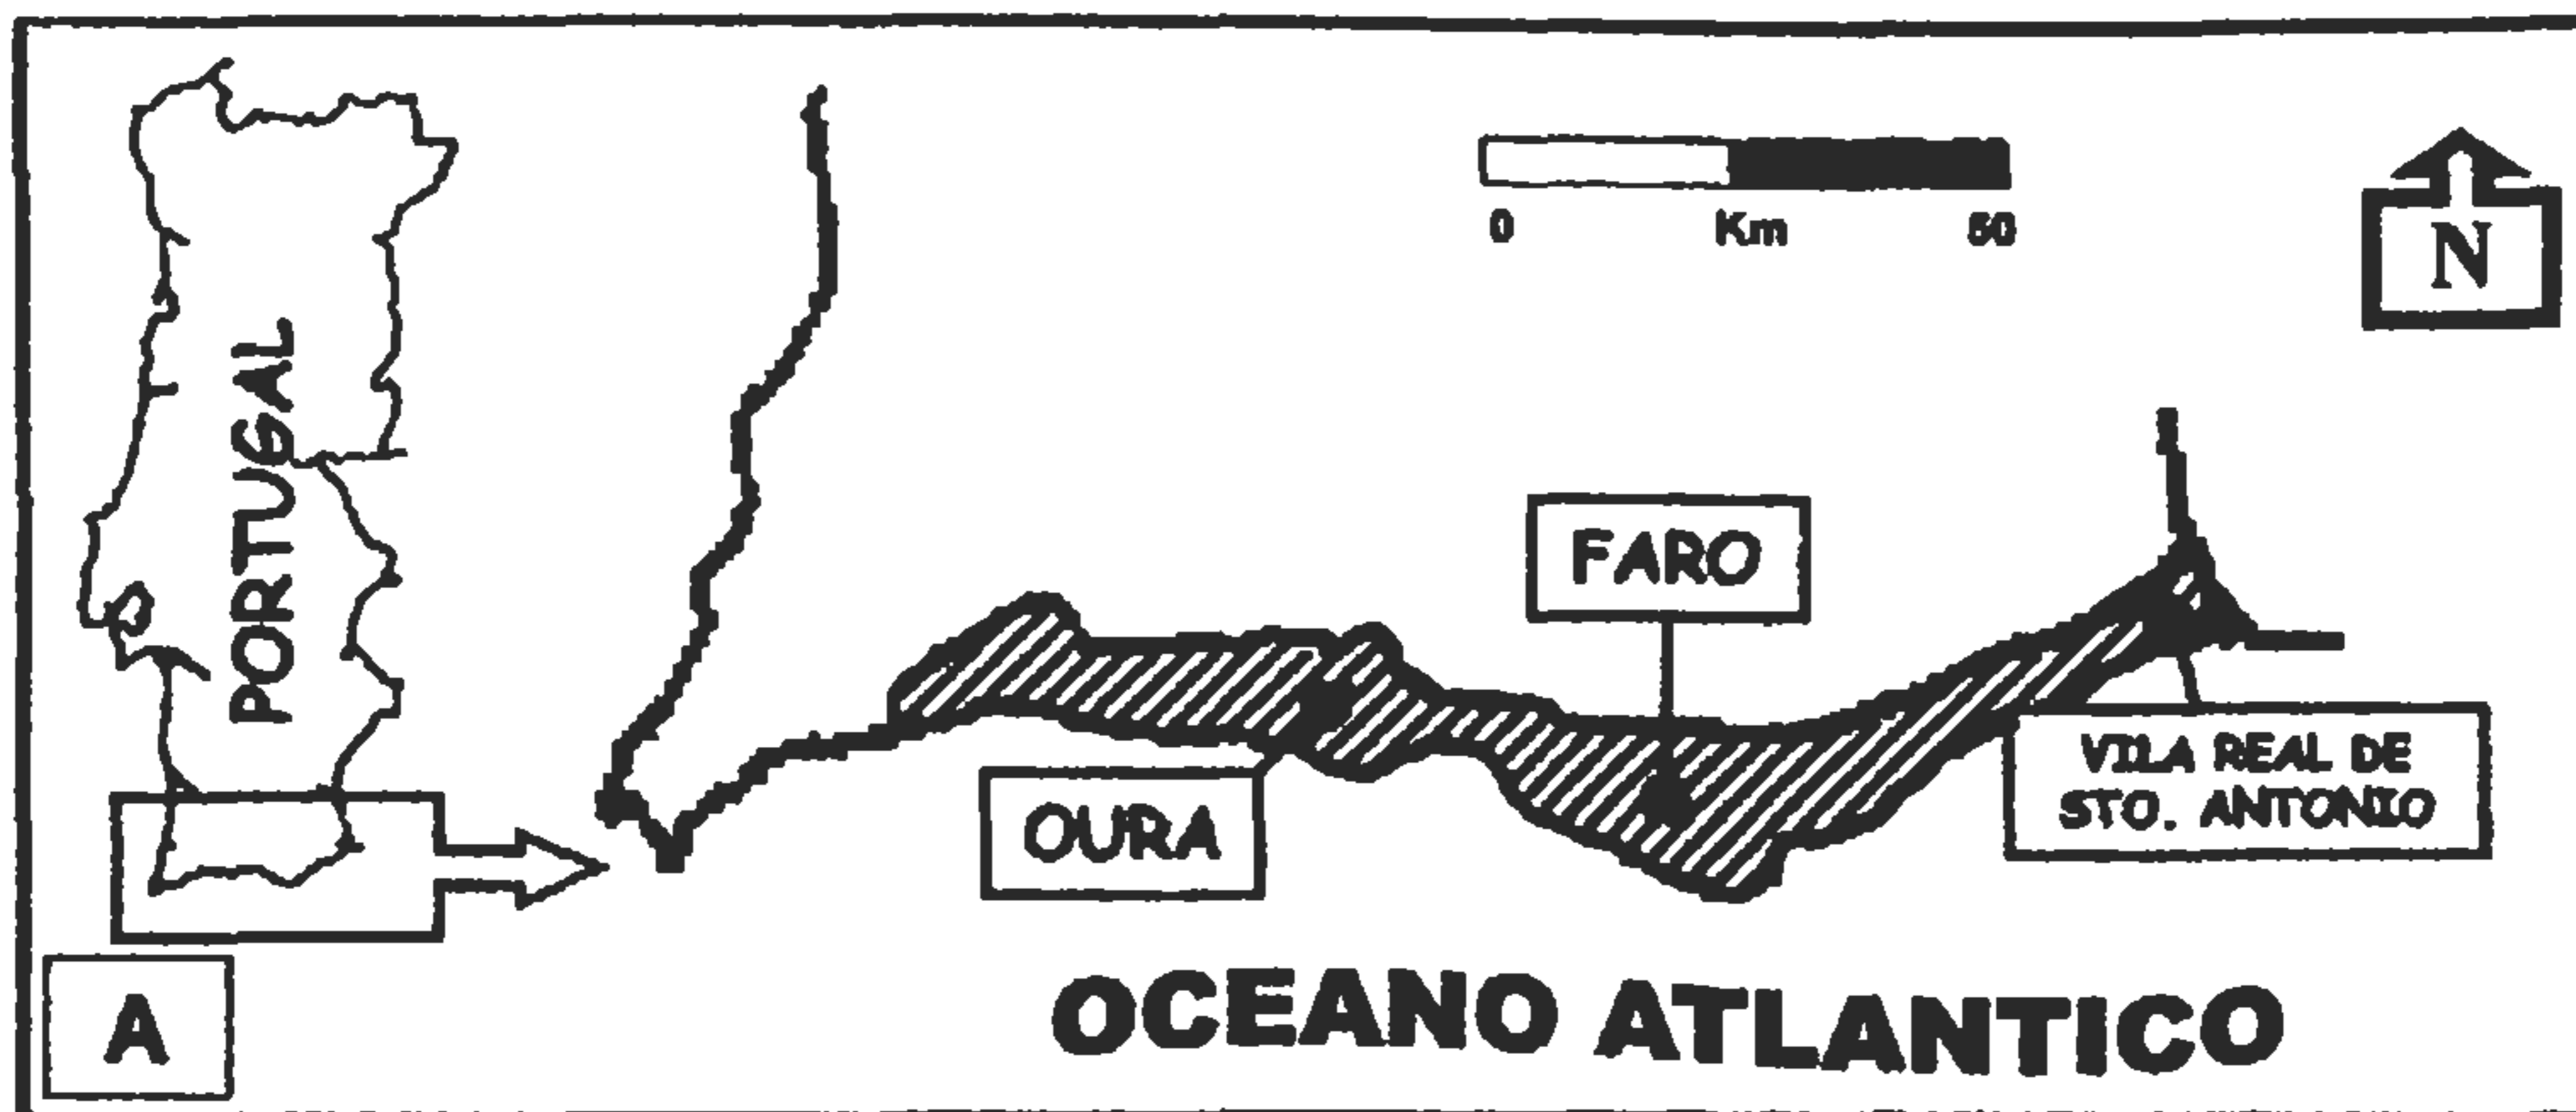 PORTUGAL
0 Km 50
N
FARO
OURA
VILA REAL DE
STO. ANTONIO
A
OCEANO ATLANTICO